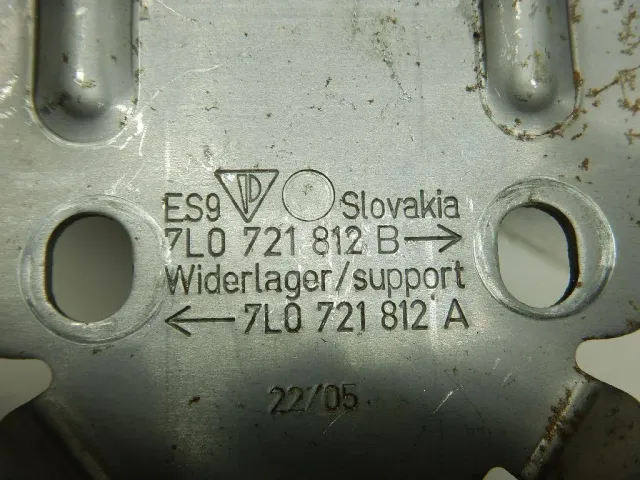 ES9 Slovakia
7L0 721 812 B→
Widerlager/support
←7L0 721 812 A
22/05